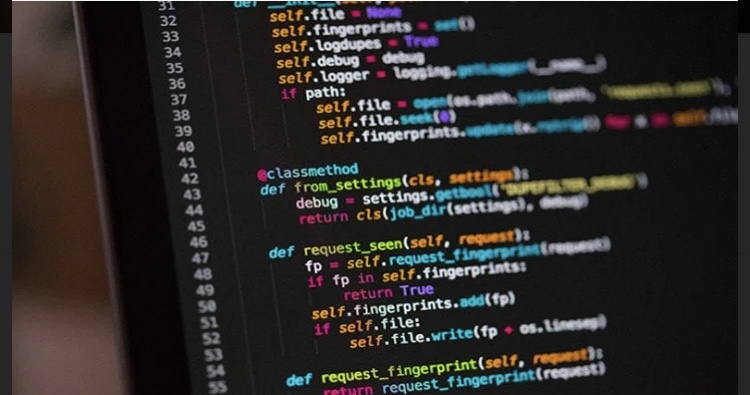 31 def __init__(self,
32 self.file = None
33 self.fingerprints = set()
34 self.logdupes = True
35 self.debug = debug
36 self.logger = logging.getLogger(__name__)
37 if path:
38 self.file = open(os.path.join(path, 'requests.seen'),
39 self.file.seek(0)
40 self.fingerprints.update(x.rstrip() for x in self.file
41
42 @classmethod
43 def from_settings(cls, settings):
44 debug = settings.getbool('DUPEFILTER_DEBUG')
45 return cls(job_dir(settings), debug)
46
47 def request_seen(self, request):
48 fp = self.request_fingerprint(request)
49 if fp in self.fingerprints:
50 return True
51 self.fingerprints.add(fp)
52 if self.file:
53 self.file.write(fp + os.linesep)
54
55 def request_fingerprint(self, request):
return request_fingerprint(request)